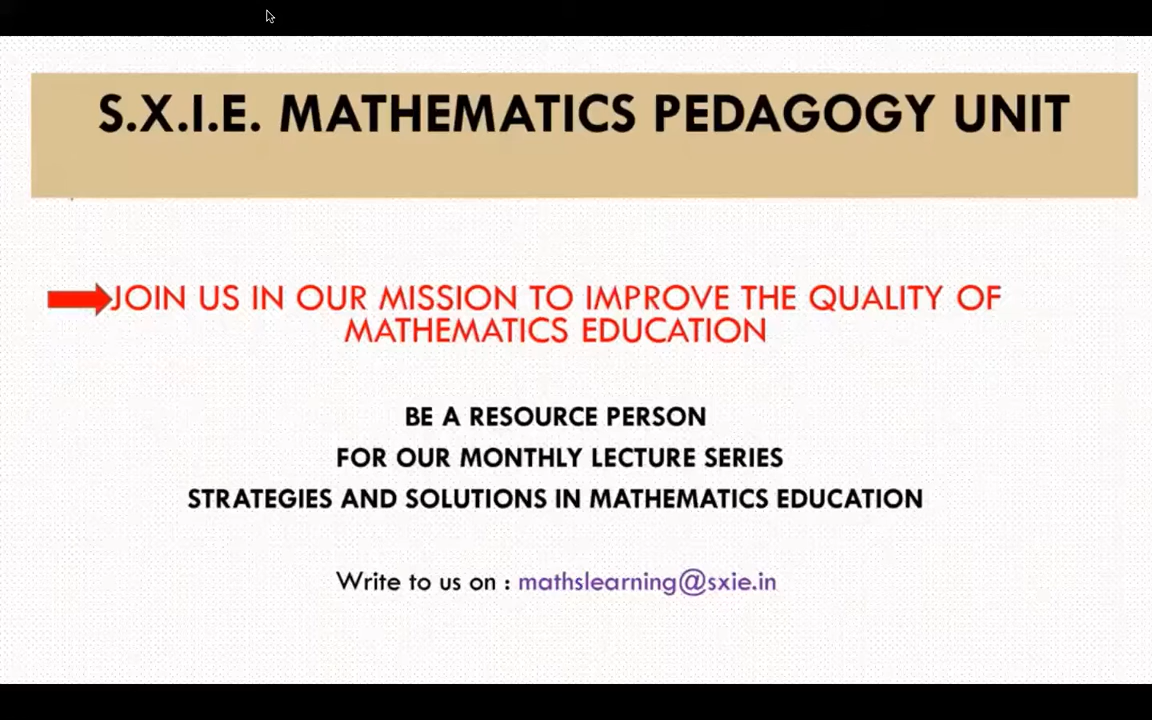 S.X.I.E. MATHEMATICS PEDAGOGY UNIT
JOIN US IN OUR MISSION TO IMPROVE THE QUALITY OF
MATHEMATICS EDUCATION
BE A RESOURCE PERSON
FOR OUR MONTHLY LECTURE SERIES
STRATEGIES AND SOLUTIONS IN MATHEMATICS EDUCATION
Write to us on : mathslearning@sxie.in